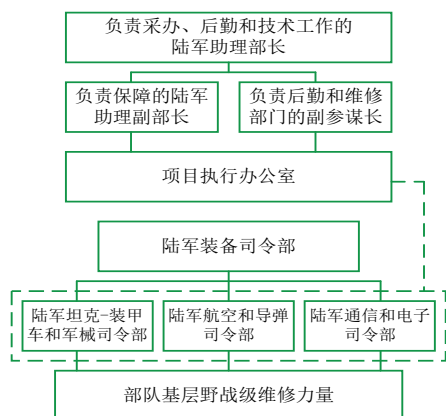 负责采办、后勤和技术工作的
陆军助理部长
负责保障的陆军
助理副部长
负责后勤和维修
部门的副参谋长
项目执行办公室
陆军装备司令部
陆军坦克-装甲
车和军械司令部
陆军航空和导弹
司令部
陆军通信和电子
司令部
部队基层野战级维修力量